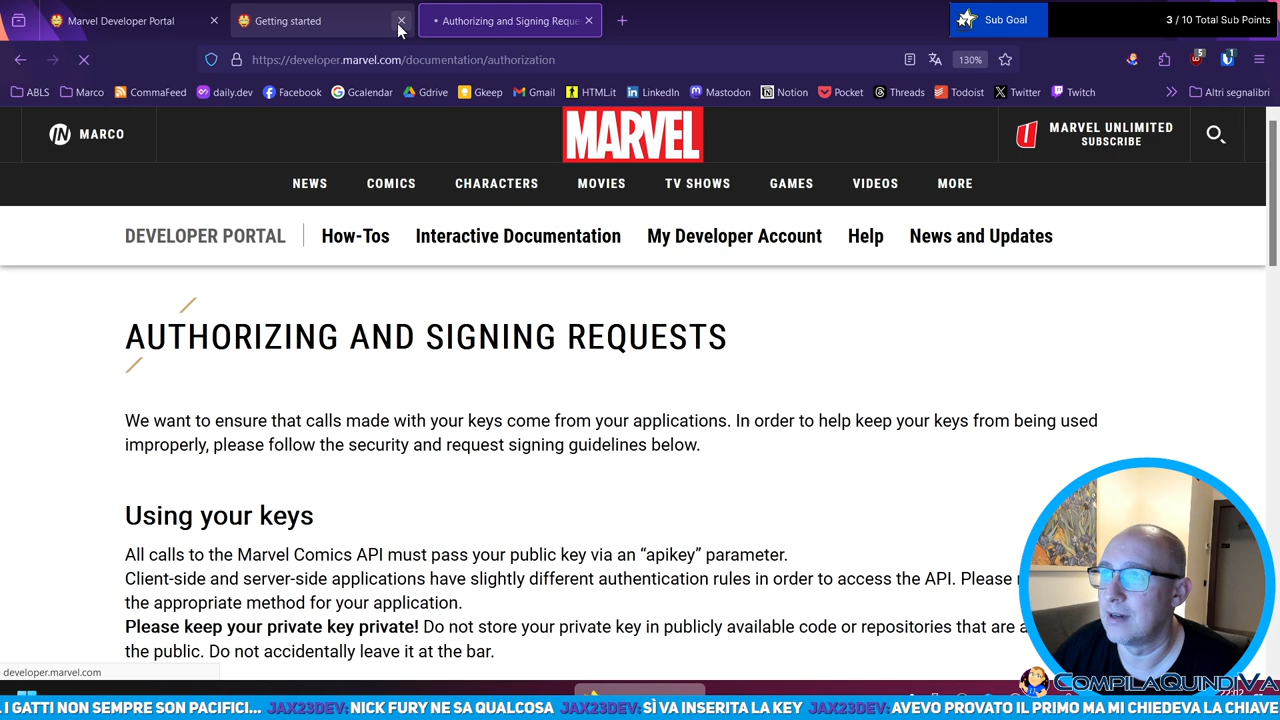 Marvel Developer Portal
Getting started
Authorizing and Signing Reque
Sub Goal
3 / 10 Total Sub Points
https://developer.marvel.com/documentation/authorization
130%
5
1
ABLS
Marco
CommaFeed
daily.dev
Facebook
Gcalendar
Gdrive
Gkeep
Gmail
HTML.it
LinkedIn
Mastodon
Notion
Pocket
Threads
Todoist
Twitter
Twitch
Altri segnalibri
IN MARCO
MARVEL
MARVEL UNLIMITED
SUBSCRIBE
NEWS
COMICS
CHARACTERS
MOVIES
TV SHOWS
GAMES
VIDEOS
MORE
DEVELOPER PORTAL
How-Tos
Interactive Documentation
My Developer Account
Help
News and Updates
AUTHORIZING AND SIGNING REQUESTS
We want to ensure that calls made with your keys come from your applications. In order to help keep your keys from being used
improperly, please follow the security and request signing guidelines below.
Using your keys
All calls to the Marvel Comics API must pass your public key via an “apikey” parameter.
Client-side and server-side applications have slightly different authentication rules in order to access the API. Please
the appropriate method for your application.
Please keep your private key private! Do not store your private key in publicly available code or repositories that are
the public. Do not accidentally leave it at the bar.
developer.marvel.com
COMPILAQUINDIVA
I GATTI NON SEMPRE SON PACIFICI... JAX23DEV: NICK FURY NE SA QUALCOSA JAX23DEV: SÌ VA INSERITA LA KEY JAX23DEV: AVEVO PROVATO IL PRIMO MA MI CHIEDEVA LA CHIAVE